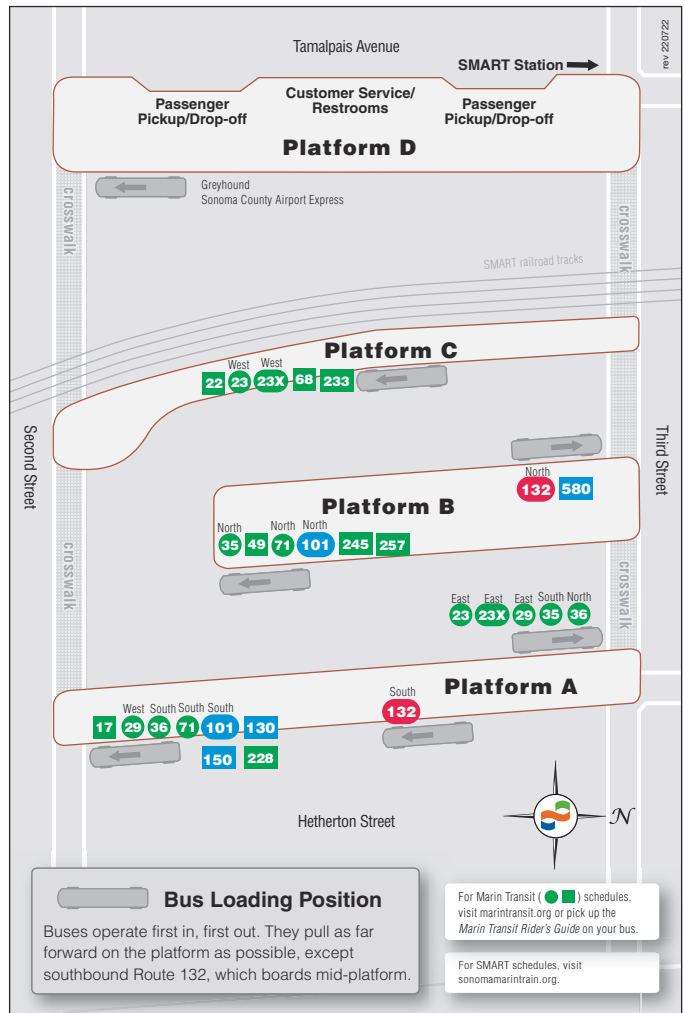 rev 220722
Tamalpais Avenue
SMART Station
Passenger
Pickup/Drop-off
Customer Service/
Restrooms
Passenger
Pickup/Drop-off
Platform D
crosswalk
crosswalk
Greyhound
Sonoma County Airport Express
SMART railroad tracks
Platform C
West West
22 23 23X 68 233
Second Street
Third Street
Platform B
North
132 580
North North North
35 49 71 101 245 257
crosswalk
crosswalk
East East East South North
23 23X 29 35 36
Platform A
South
132
West South South South
17 29 36 71 101 130
150 228
Hetherton Street
N
Bus Loading Position
Buses operate first in, first out. They pull as far
forward on the platform as possible, except
southbound Route 132, which boards mid-platform.
For Marin Transit ( ) schedules,
visit marintransit.org or pick up the
Marin Transit Rider's Guide on your bus.
For SMART schedules, visit
sonomamarintrain.org.